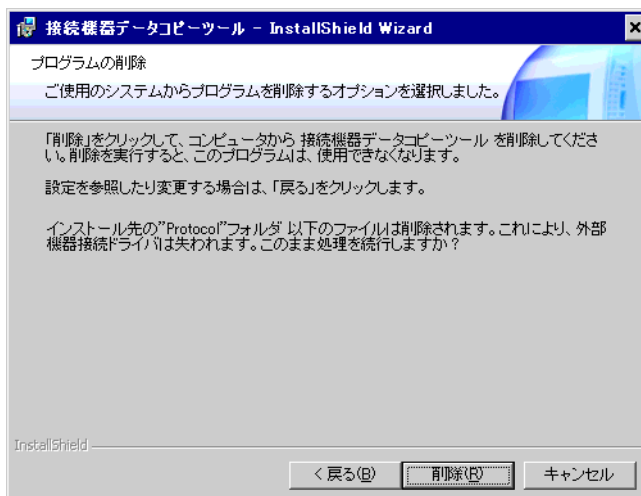 接続機器データコピーツール - InstallShield Wizard
プログラムの削除
ご使用のシステムからプログラムを削除するオプションを選択しました。
「削除」をクリックして、コンピュータから 接続機器データコピーツール を削除してくださ
い。削除を実行すると、このプログラムは、使用できなくなります。
設定を参照したり変更する場合は、「戻る」をクリックします。
インストール先の"Protocol"フォルダ 以下のファイルは削除されます。これにより、外部
機器接続ドライバは失われます。このまま処理を続行しますか？
InstallShield
< 戻る(B) 削除(R) キャンセル